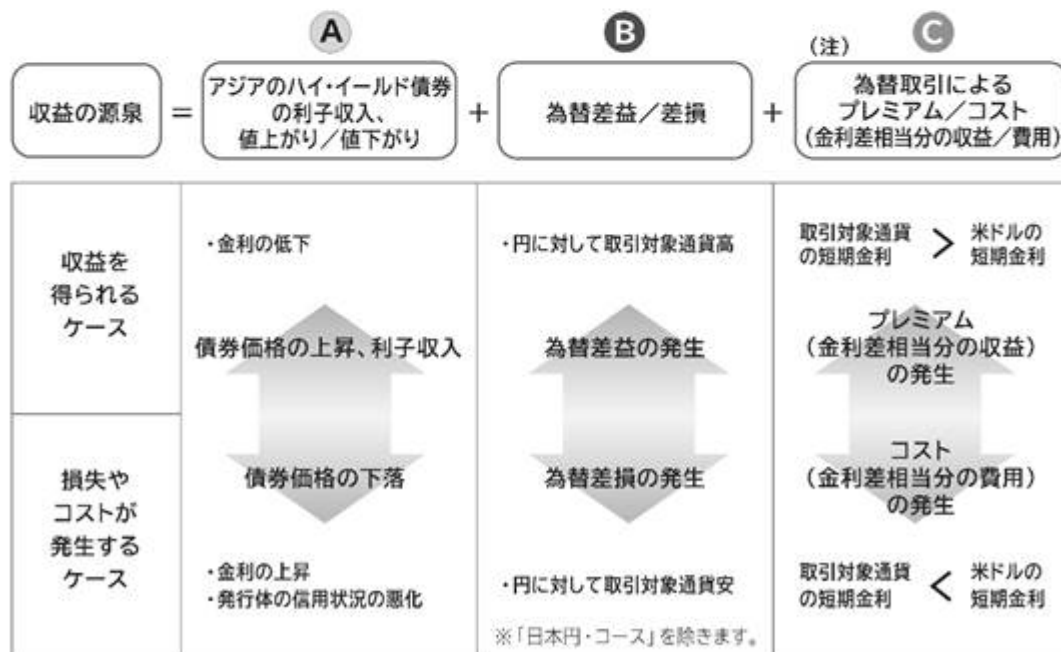 A
B
(注)
C
収益の源泉
=
アジアのハイ・イールド債券
の利子収入、
値上がり／値下がり
+
為替差益／差損
+
為替取引による
プレミアム／コスト
(金利差相当分の収益／費用)
収益を
得られる
ケース
・金利の低下
債券価格の上昇、利子収入
・円に対して取引対象通貨高
為替差益の発生
取引対象通貨
の短期金利
>
米ドルの
短期金利
プレミアム
(金利差相当分の収益)
の発生
損失や
コストが
発生する
ケース
債券価格の下落
・金利の上昇
・発行体の信用状況の悪化
為替差損の発生
・円に対して取引対象通貨安
※「日本円・コース」を除きます。
コスト
(金利差相当分の費用)
の発生
取引対象通貨
の短期金利
<
米ドルの
短期金利